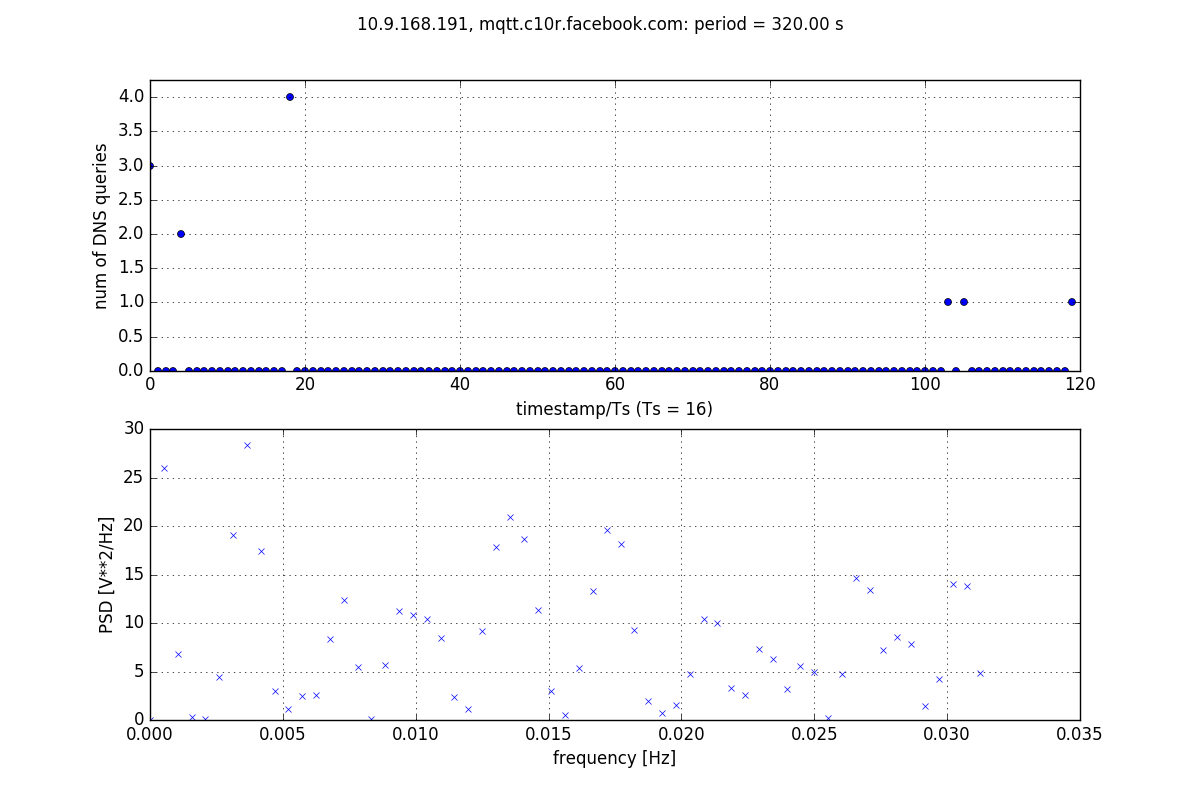 10.9.168.191, mqtt.c10r.facebook.com: period = 320.00 s
4.0
3.5
3.0
2.5
2.0
1.5
1.0
0.5
0.0
num of DNS queries
0 20 40 60 80 100 120
timestamp/Ts (Ts = 16)
30
25
20
15
10
5
0
PSD [V**2/Hz]
0.000 0.005 0.010 0.015 0.020 0.025 0.030 0.035
frequency [Hz]